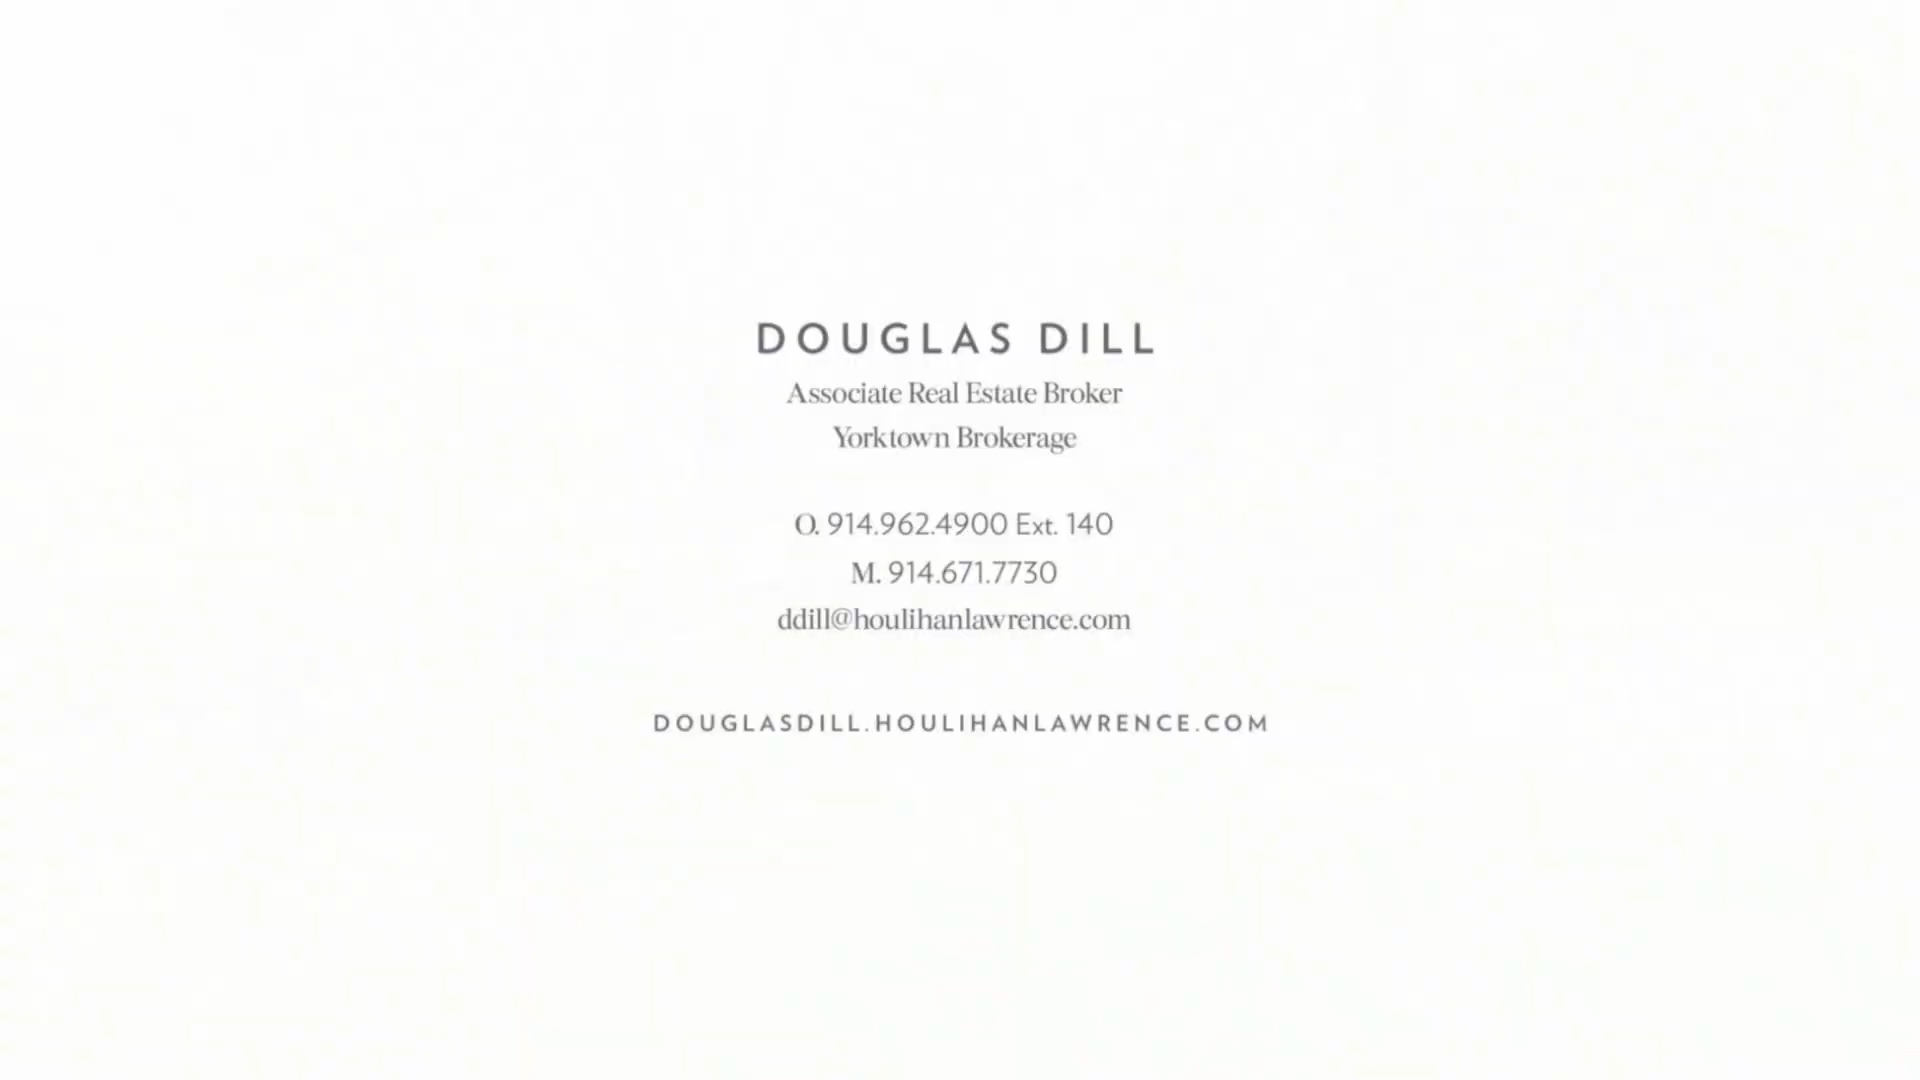 DOUGLAS DILL
Associate Real Estate Broker
Yorktown Brokerage
O. 914.962.4900 Ext. 140
M. 914.671.7730
ddill@houlihanlawrence.com
DOUGLASDILL.HOULIHANLAWRENCE.COM